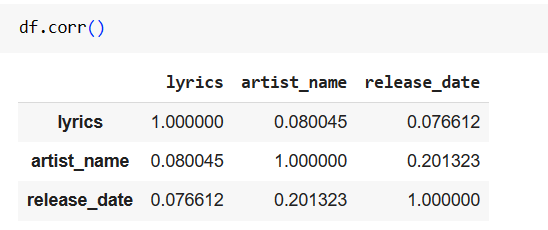 df.corr()
lyrics artist_name release_date
lyrics 1.000000 0.080045 0.076612
artist_name 0.080045 1.000000 0.201323
release_date 0.076612 0.201323 1.000000